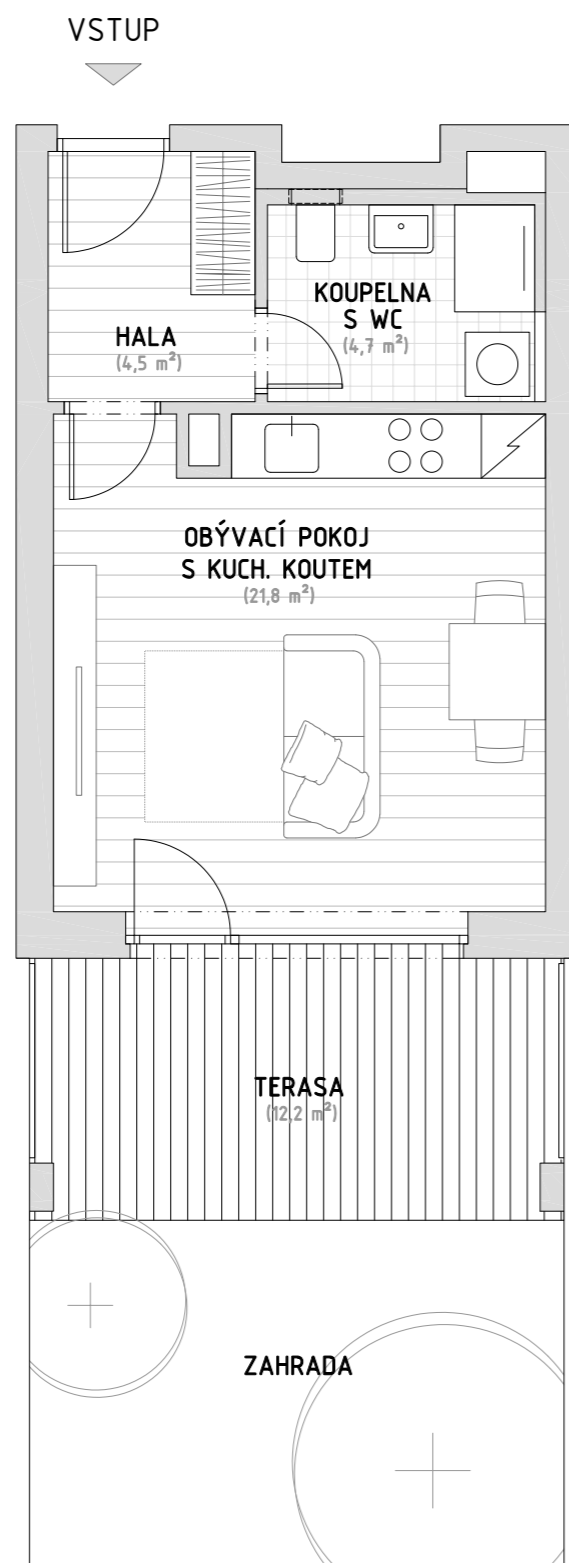 VSTUP
KOUPELNA
S WC
(4,7 m²)
HALA
(4,5 m²)
OBÝVACÍ POKOJ
S KUCH. KOUTEM
(21,8 m²)
TERASA
(12,2 m²)
ZAHRADA